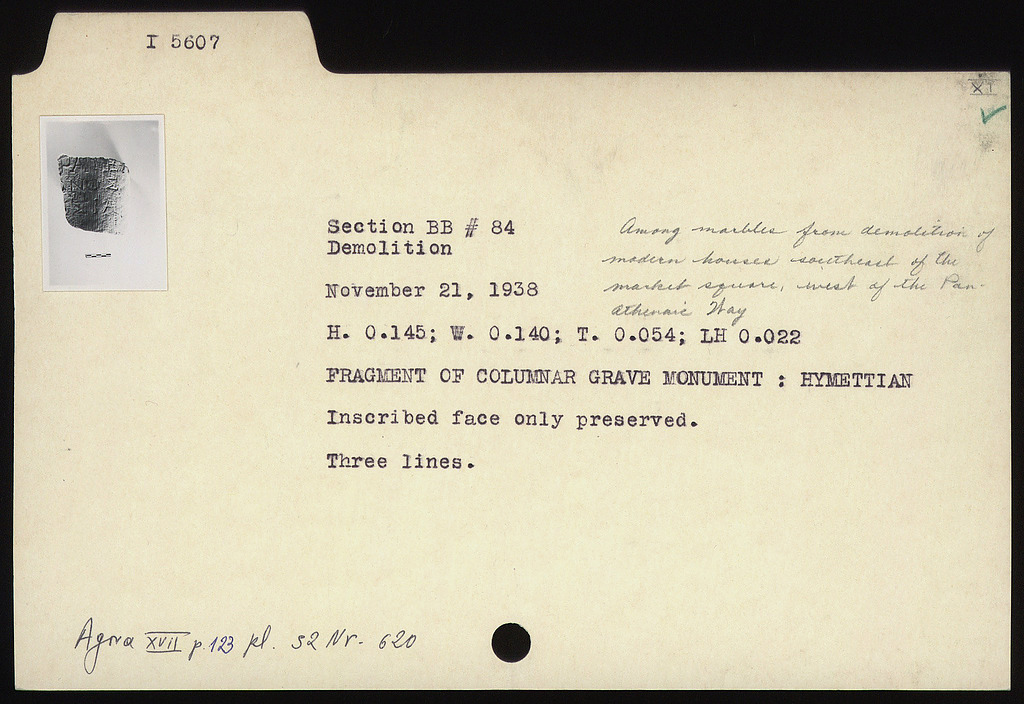 I 5607
XI
Section BB # 84
Demolition
Among marbles from demolition of
modern houses southeast of the
market square, west of the Pan-
athenaic Way
November 21, 1938
H. 0.145; W. 0.140; T. 0.054; LH 0.022
FRAGMENT OF COLUMNAR GRAVE MONUMENT : HYMETTIAN
Inscribed face only preserved.
Three lines.
Agora XVII p.123 pl. 52 Nr. 620